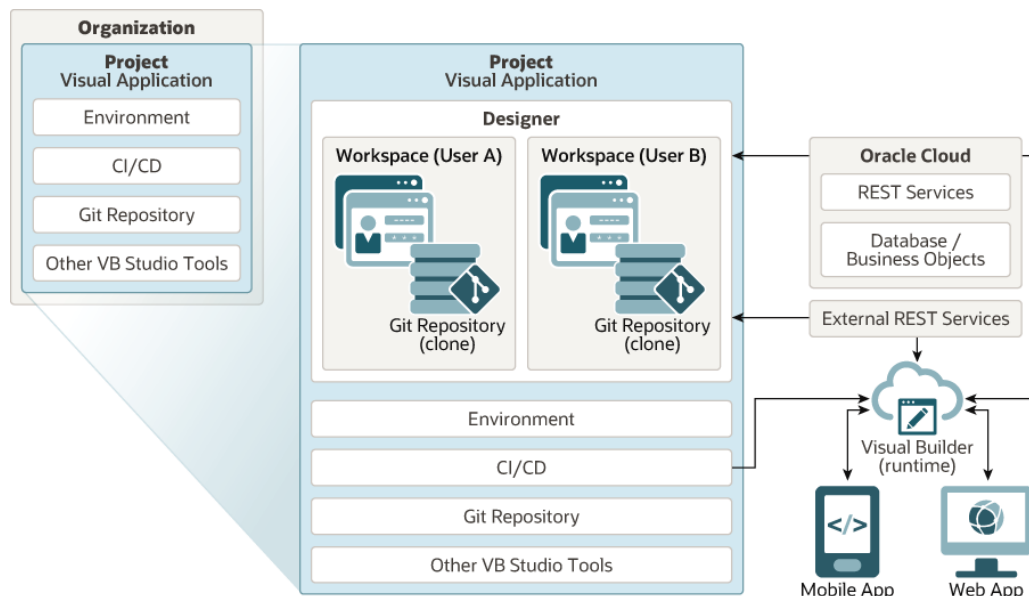 Organization
Project
Visual Application
Environment
CI/CD
Git Repository
Other VB Studio Tools
Project
Visual Application
Designer
Workspace (User A)
Git Repository
(clone)
Workspace (User B)
Git Repository
(clone)
Environment
CI/CD
Git Repository
Other VB Studio Tools
Oracle Cloud
REST Services
Database /
Business Objects
External REST Services
Visual Builder
(runtime)
</>
Mobile App
Web App